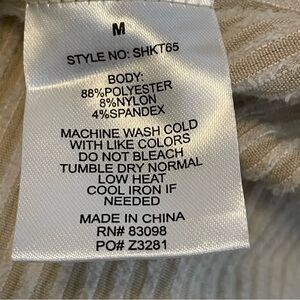 M
STYLE NO: SHKT65
BODY:
88%POLYESTER
8%NYLON
4%SPANDEX
MACHINE WASH COLD
WITH LIKE COLORS
DO NOT BLEACH
TUMBLE DRY NORMAL
LOW HEAT
COOL IRON IF
NEEDED
MADE IN CHINA
RN# 83098
PO# Z3281